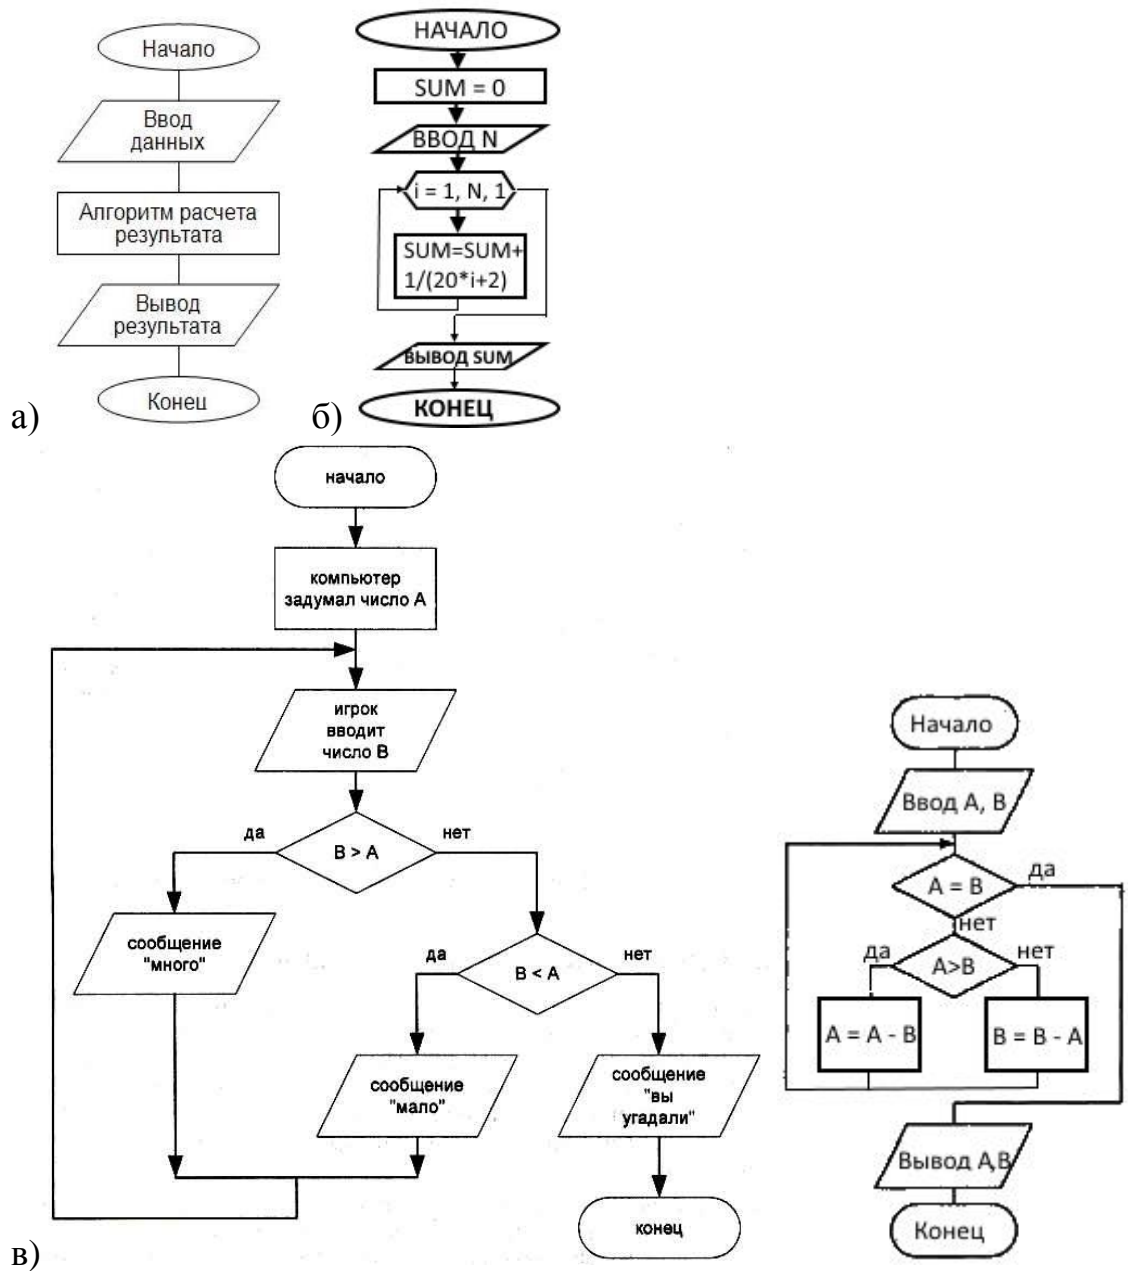 Начало
Ввод
данных
Алгоритм расчета
результата
Вывод
результата
Конец
а)
НАЧАЛО
SUM = 0
ВВОД N
i = 1, N, 1
SUM=SUM+
1/(20*i+2)
ВЫВОД SUM
КОНЕЦ
б)
начало
компьютер
задумал число А
игрок
вводит
число В
да
В > А
нет
сообщение
"много"
да
В < А
нет
сообщение
"мало"
сообщение
"вы
угадали"
конец
Начало
Ввод А, В
А = В
да
нет
да
А>В
нет
А = А - В
В = В - А
Вывод А,В
Конец
в)